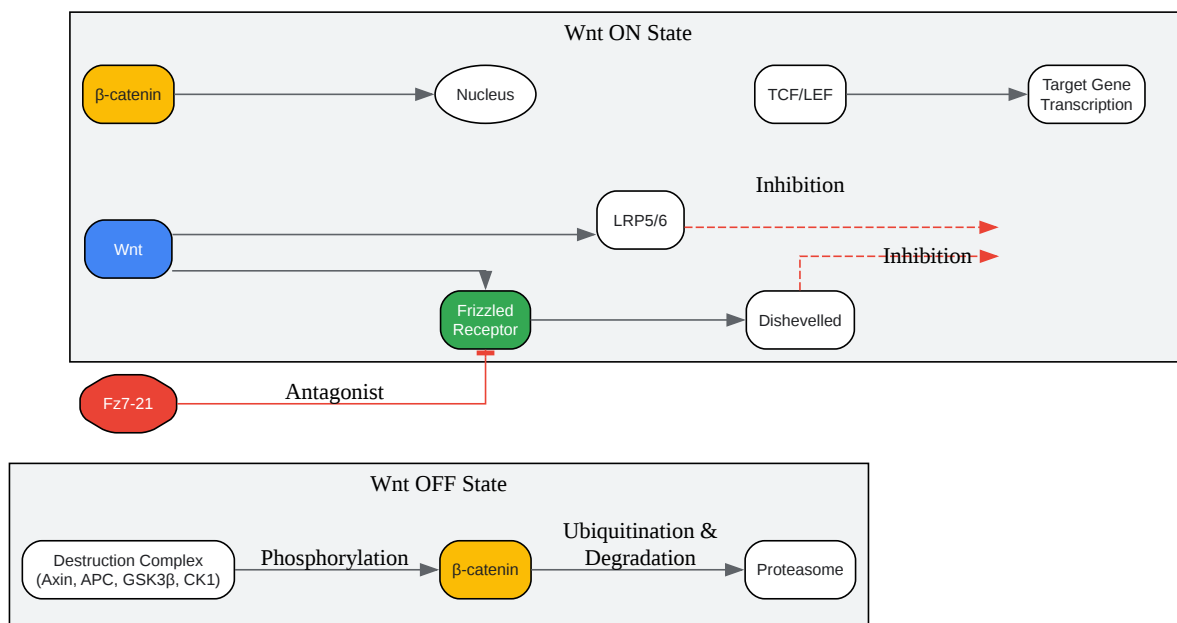 Wnt ON State
β-catenin
Nucleus
TCF/LEF
Target Gene
Transcription
Inhibition
LRP5/6
Wnt
Inhibition
Frizzled
Receptor
Dishevelled
Antagonist
Fz7-21
Wnt OFF State
Destruction Complex
(Axin, APC, GSK3β, CK1)
Phosphorylation
β-catenin
Ubiquitination &
Degradation
Proteasome